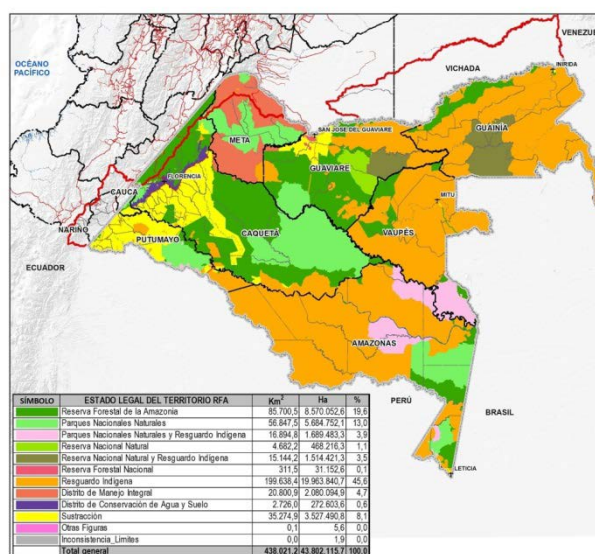 OCÉANO
PACÍFICO
VENEZUE
VICHADA
INIRIDA
META
SAN JOSE DEL GUAVIARE
GUAINÍA
GUAVIARE
FLORENCIA
CAUCA
MITU
NARIÑO
CAQUETÁ
VAUPÉS
PUTUMAYO
ECUADOR
AMAZONAS
PERÚ
BRASIL
LETICIA
SÍMBOLO ESTADO LEGAL DEL TERRITORIO RFA Km² Ha %
Reserva Forestal de la Amazonia 85.700,5 8.570.052,6 19,6
Parques Nacionales Naturales 56.847,5 5.684.752,1 13,0
Parques Nacionales Naturales y Resguardo Indigena 16.894,8 1.689.483,3 3,9
Reserva Nacional Natural 4.682,2 468.216,3 1,1
Reserva Nacional Natural y Resguardo Indigena 15.144,2 1.514.421,3 3,5
Reserva Forestal Nacional 311,5 31.152,6 0,1
Resguardo Indigena 199.638,4 19.963.840,7 45,6
Distrito de Manejo Integral 20.800,9 2.080.094,9 4,7
Distrito de Conservación de Agua y Suelo 2.726,0 272.603,6 0,6
Sustracción 35.274,9 3.527.490,8 8,1
Otras Figuras 0,1 5,6 0,0
Inconsistencia_Limites 0,0 1,9 0,0
Total general 438.021,2 43.802.115,7 100,0